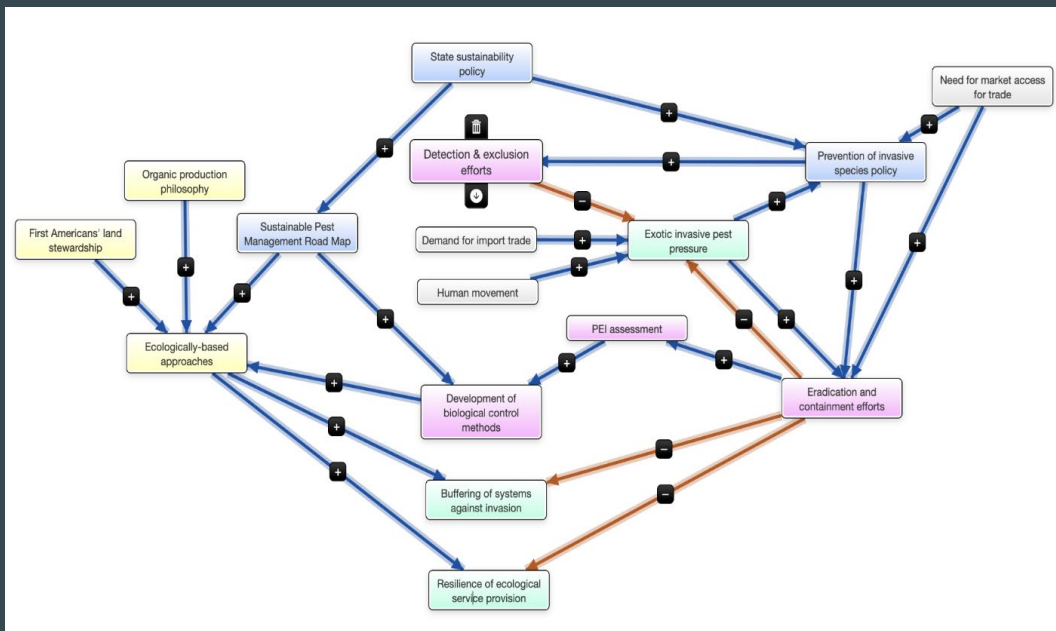 State sustainability
policy
Need for market access
for trade
+
+
+
Detection & exclusion
efforts
+
Prevention of invasive
species policy
Organic production
philosophy
−
+
First Americans' land
stewardship
Sustainable Pest
Management Road Map
Demand for import trade
+
Exotic invasive pest
pressure
+
+
+
Human movement
+
+
+
+
+
−
+
PEI assessment
Ecologically-based
approaches
+
+
+
Development of
biological control
methods
Eradication and
containment efforts
+
−
+
Buffering of systems
against invasion
−
Resilience of ecological
service provision